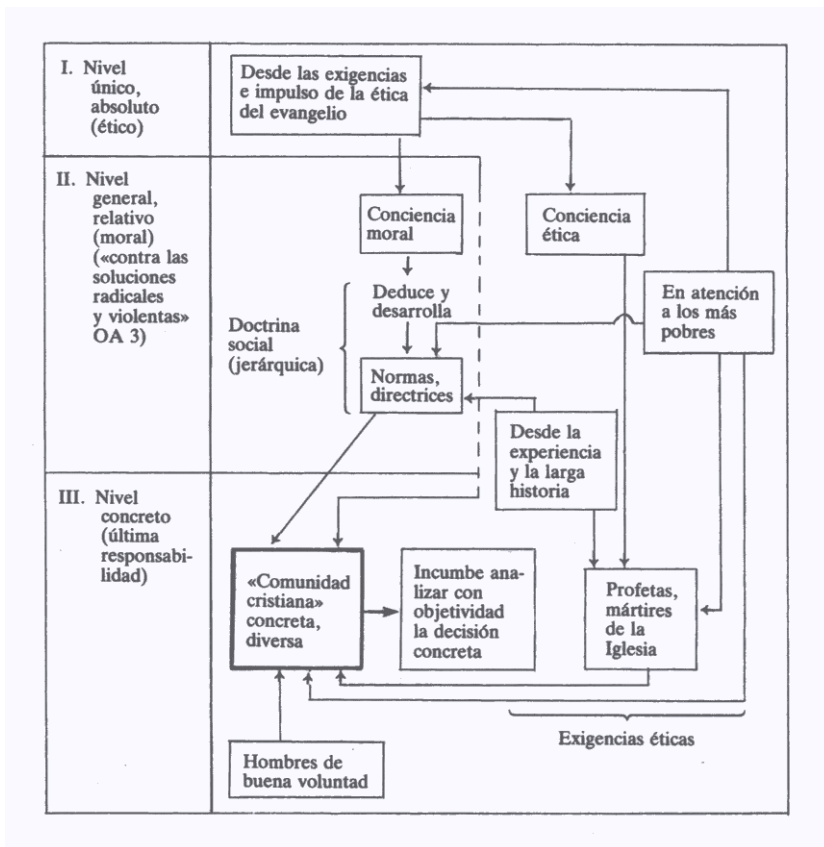 I. Nivel
único,
absoluto
(ético)
Desde las exigencias
e impulso de la ética
del evangelio
II. Nivel
general,
relativo
(moral)
(«contra las
soluciones
radicales
y violentas»
OA 3)
Conciencia
moral
Conciencia
ética
Deduce y
desarrolla
Doctrina
social
(jerárquica)
Normas,
directrices
En atención
a los más
pobres
Desde la
experiencia
y la larga
historia
III. Nivel
concreto
(última
responsabi-
lidad)
«Comunidad
cristiana»
concreta,
diversa
Incumbe ana-
lizar con
objetividad
la decisión
concreta
Profetas,
mártires
de la
Iglesia
Exigencias éticas
Hombres de
buena voluntad